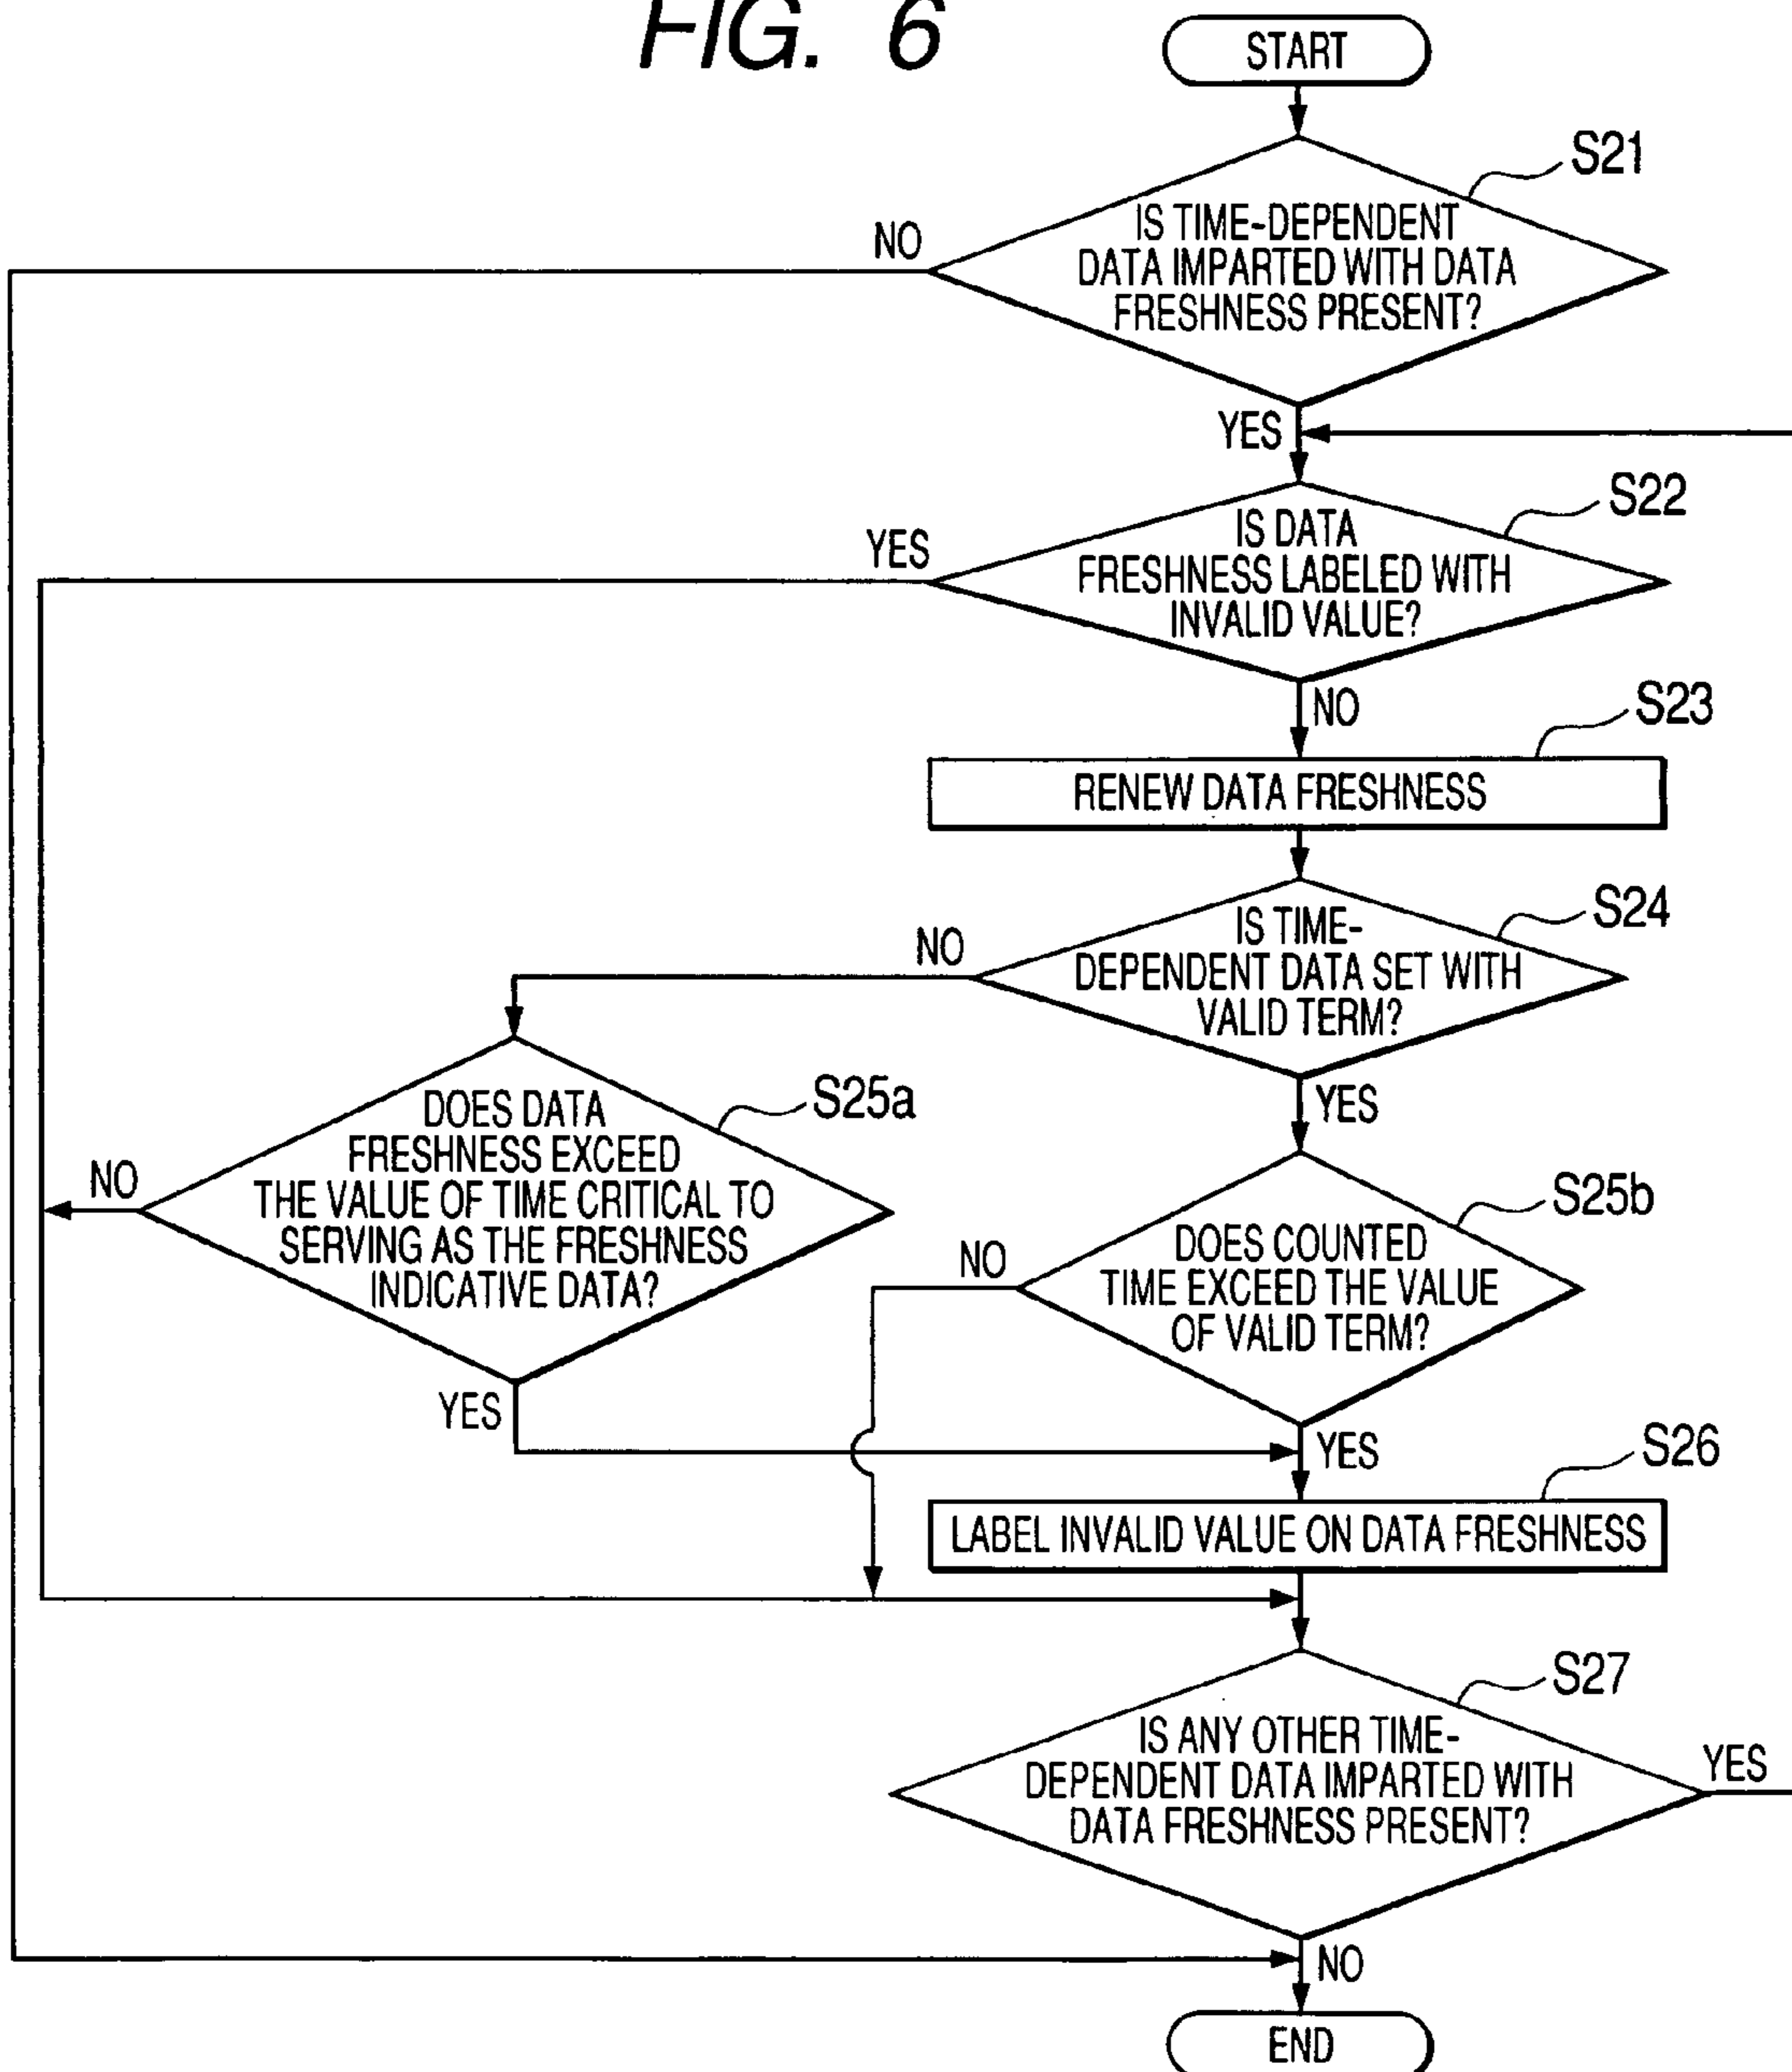 FIG. 6
START
S21
IS TIME-DEPENDENT
DATA IMPARTED WITH DATA
FRESHNESS PRESENT?
NO
YES
S22
IS DATA
FRESHNESS LABELED WITH
INVALID VALUE?
YES
NO
S23
RENEW DATA FRESHNESS
S24
IS TIME-
DEPENDENT DATA SET WITH
VALID TERM?
NO
YES
S25a
DOES DATA
FRESHNESS EXCEED
THE VALUE OF TIME CRITICAL TO
SERVING AS THE FRESHNESS
INDICATIVE DATA?
NO
YES
S25b
DOES COUNTED
TIME EXCEED THE VALUE
OF VALID TERM?
NO
YES
S26
LABEL INVALID VALUE ON DATA FRESHNESS
S27
IS ANY OTHER TIME-
DEPENDENT DATA IMPARTED WITH
DATA FRESHNESS PRESENT?
YES
NO
END